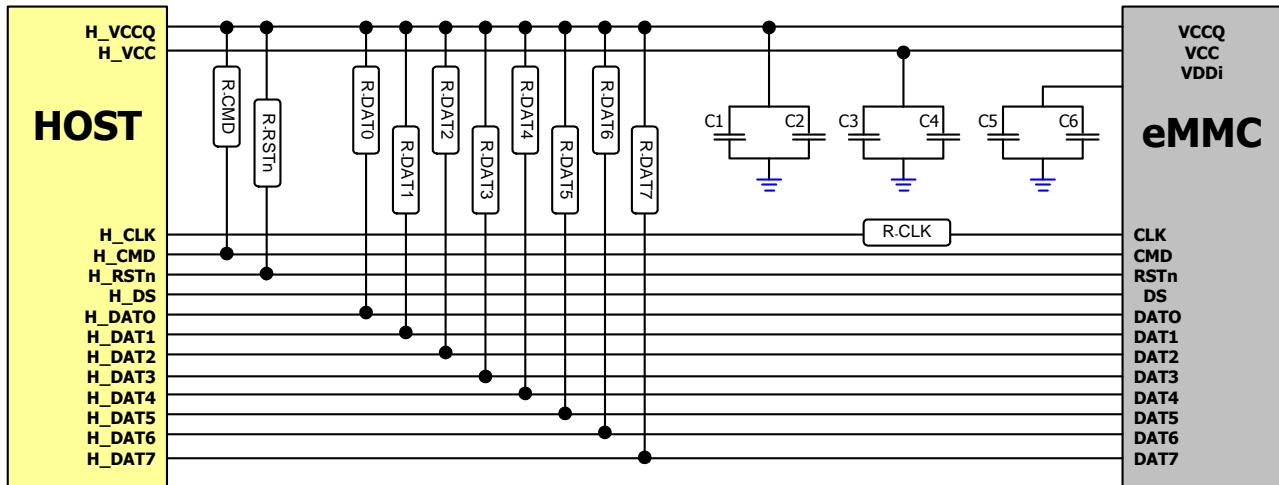 H_VCCQ
H_VCC
HOST
H_CLK
H_CMD
H_RSTn
H_DS
H_DATO
H_DAT1
H_DAT2
H_DAT3
H_DAT4
H_DAT5
H_DAT6
H_DAT7
R-CMD
R-RSTn
R-DAT0
R-DAT1
R-DAT2
R-DAT3
R-DAT4
R-DAT5
R-DAT6
R-DAT7
C1
C2
C3
C4
C5
C6
R-CLK
VCCQ
VCC
VDDi
eMMC
CLK
CMD
RSTn
DS
DATO
DAT1
DAT2
DAT3
DAT4
DAT5
DAT6
DAT7